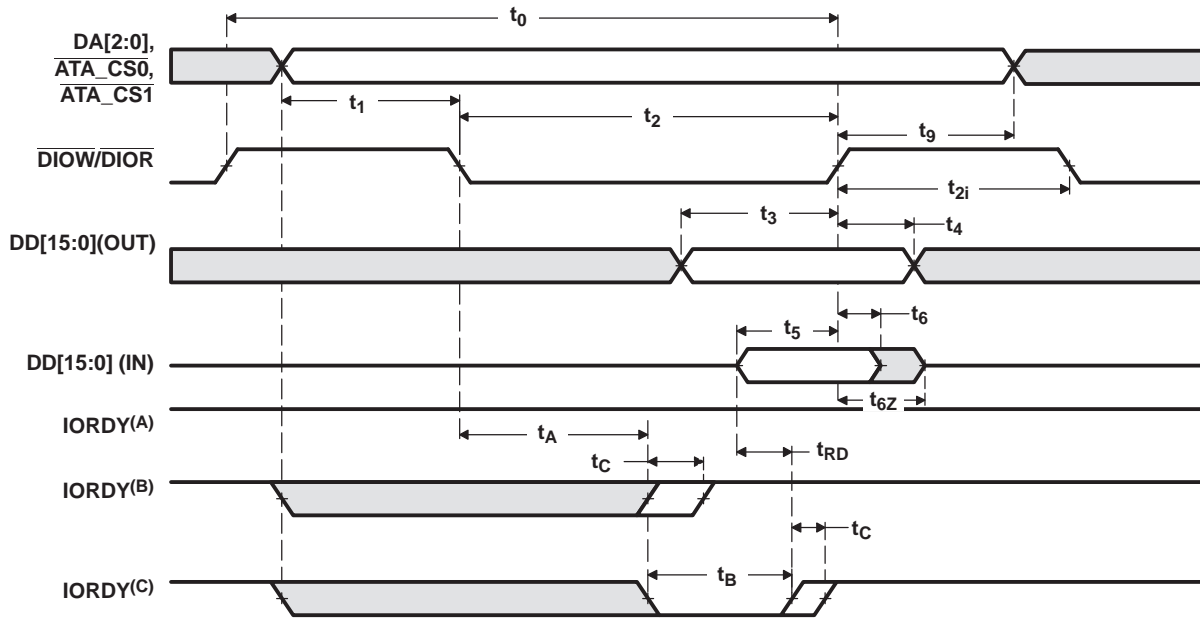 t0
DA[2:0],
ATA_CS0,
ATA_CS1
t1
t2
t9
DIOW/DIOR
t2i
t3
t4
DD[15:0](OUT)
t6
t5
DD[15:0] (IN)
t6Z
IORDY(A)
tA
tRD
tC
IORDY(B)
tC
tB
IORDY(C)